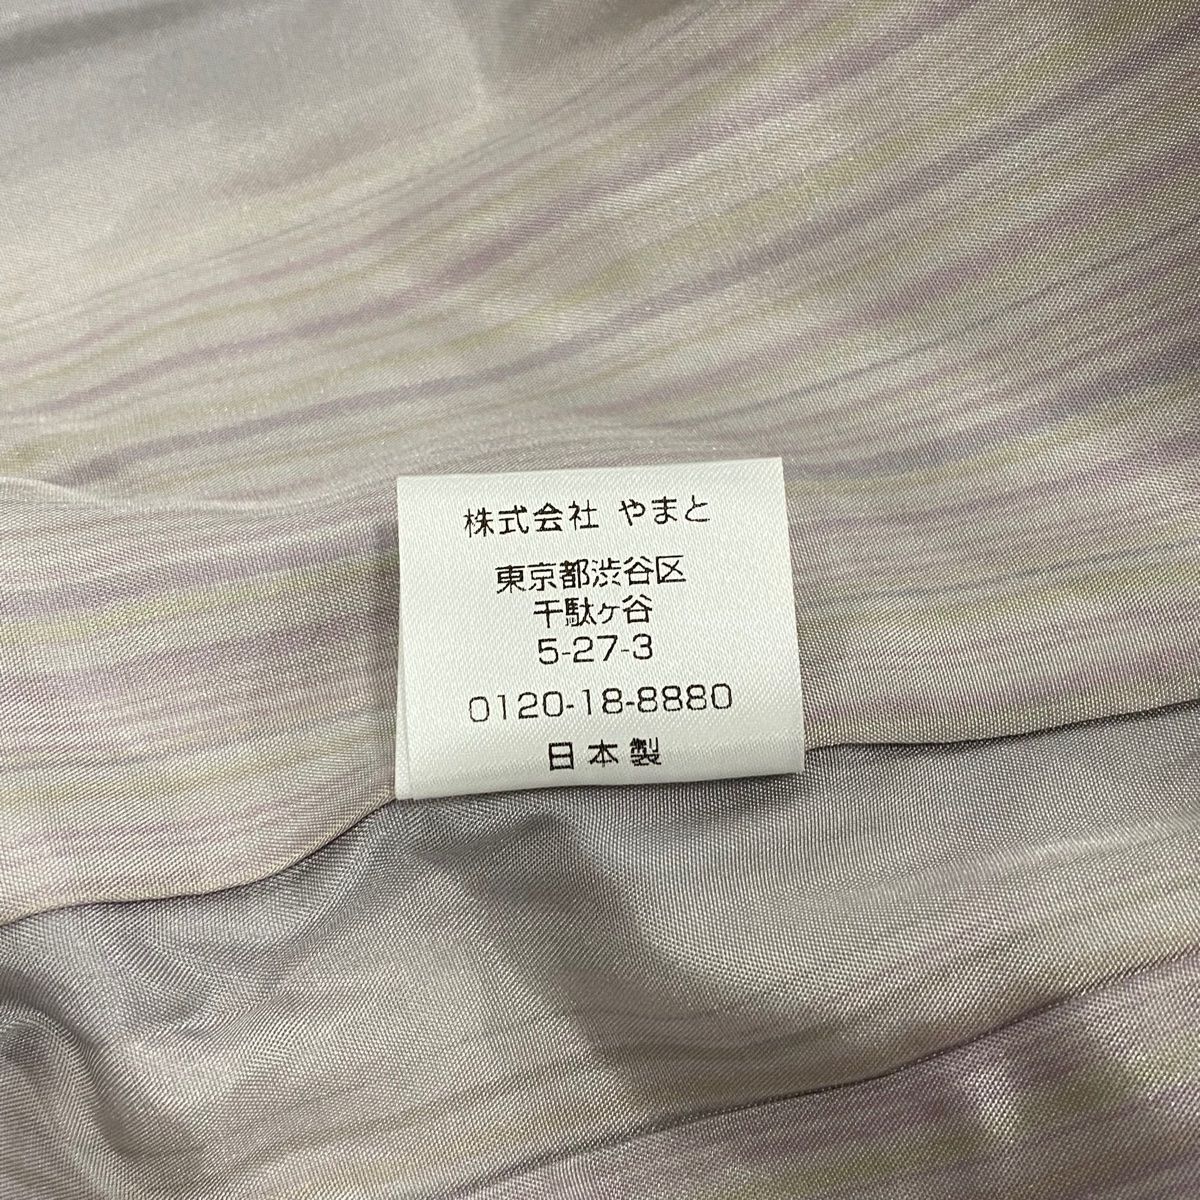 株式会社 やまと
東京都渋谷区
千駄ヶ谷
5-27-3
0120-18-8880
日本製